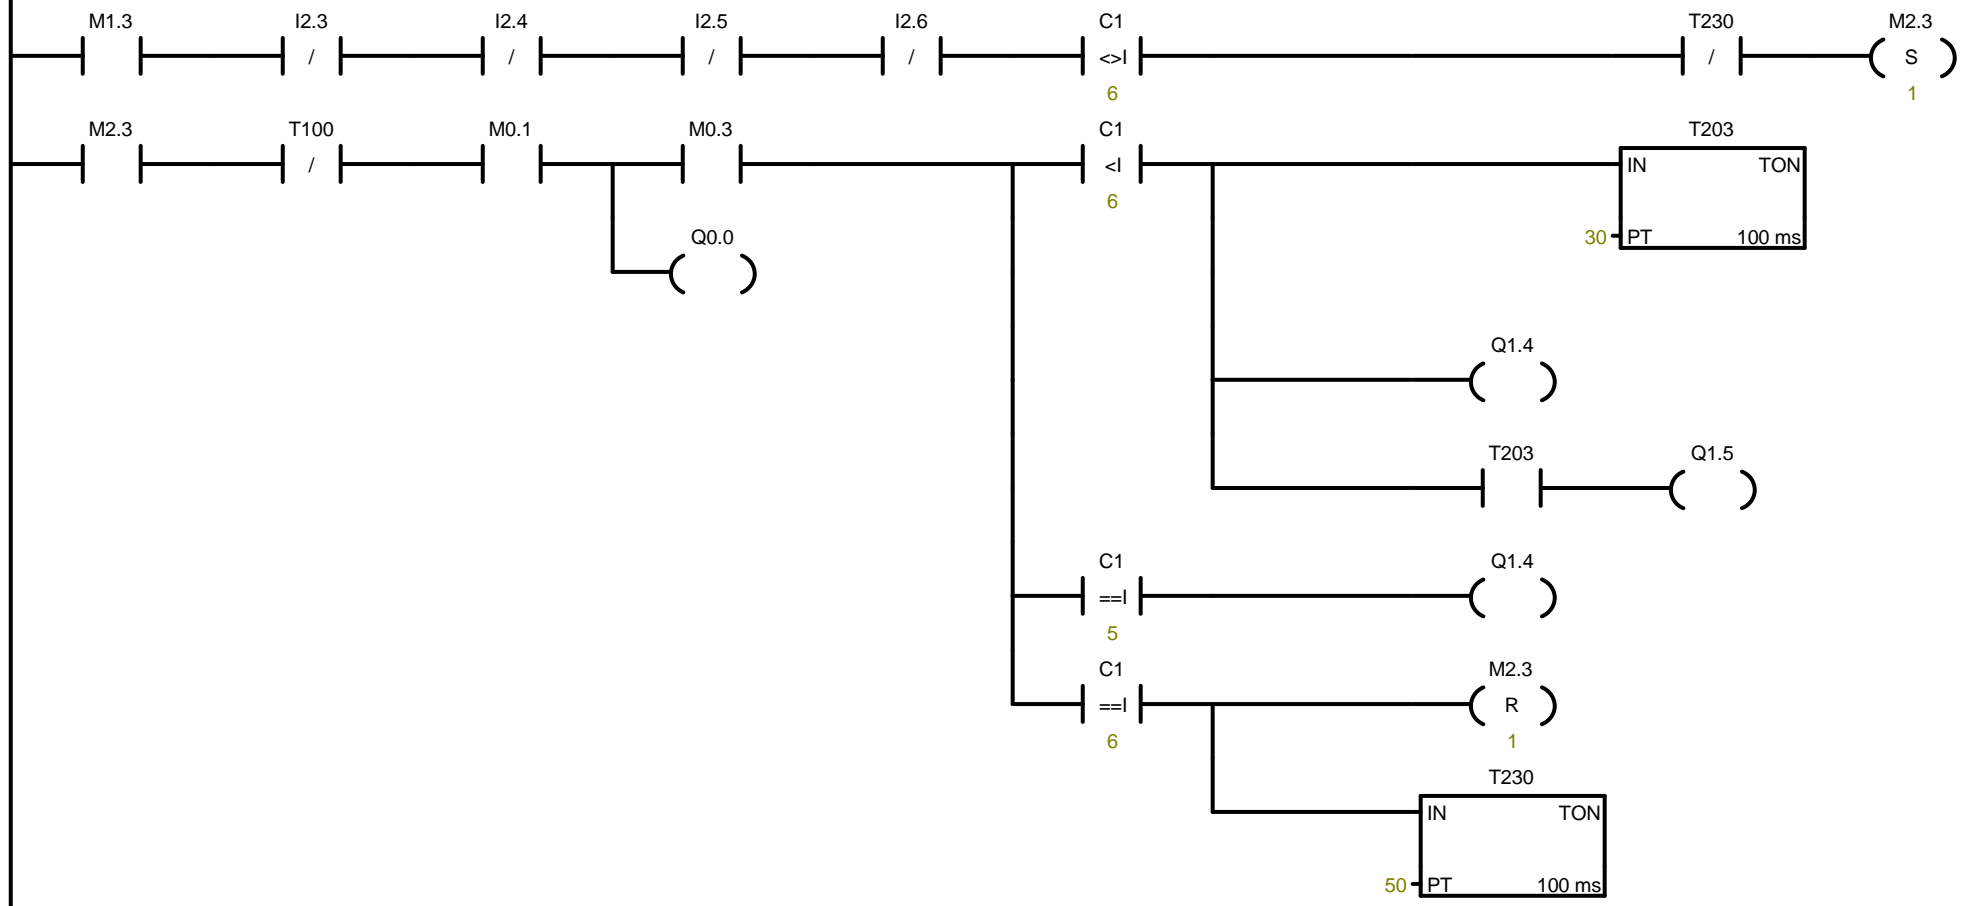 M1.3 I2.3 I2.4 I2.5 I2.6 C1 T230 M2.3
/ / / / <>I / S
6 1
M2.3 T100 M0.1 M0.3 C1 T203
/ <I IN TON
6
Q0.0 30 PT 100 ms
Q1.4
T203 Q1.5
C1 Q1.4
==I
5
C1 M2.3
==I R
6 1
T230
IN TON
50 PT 100 ms